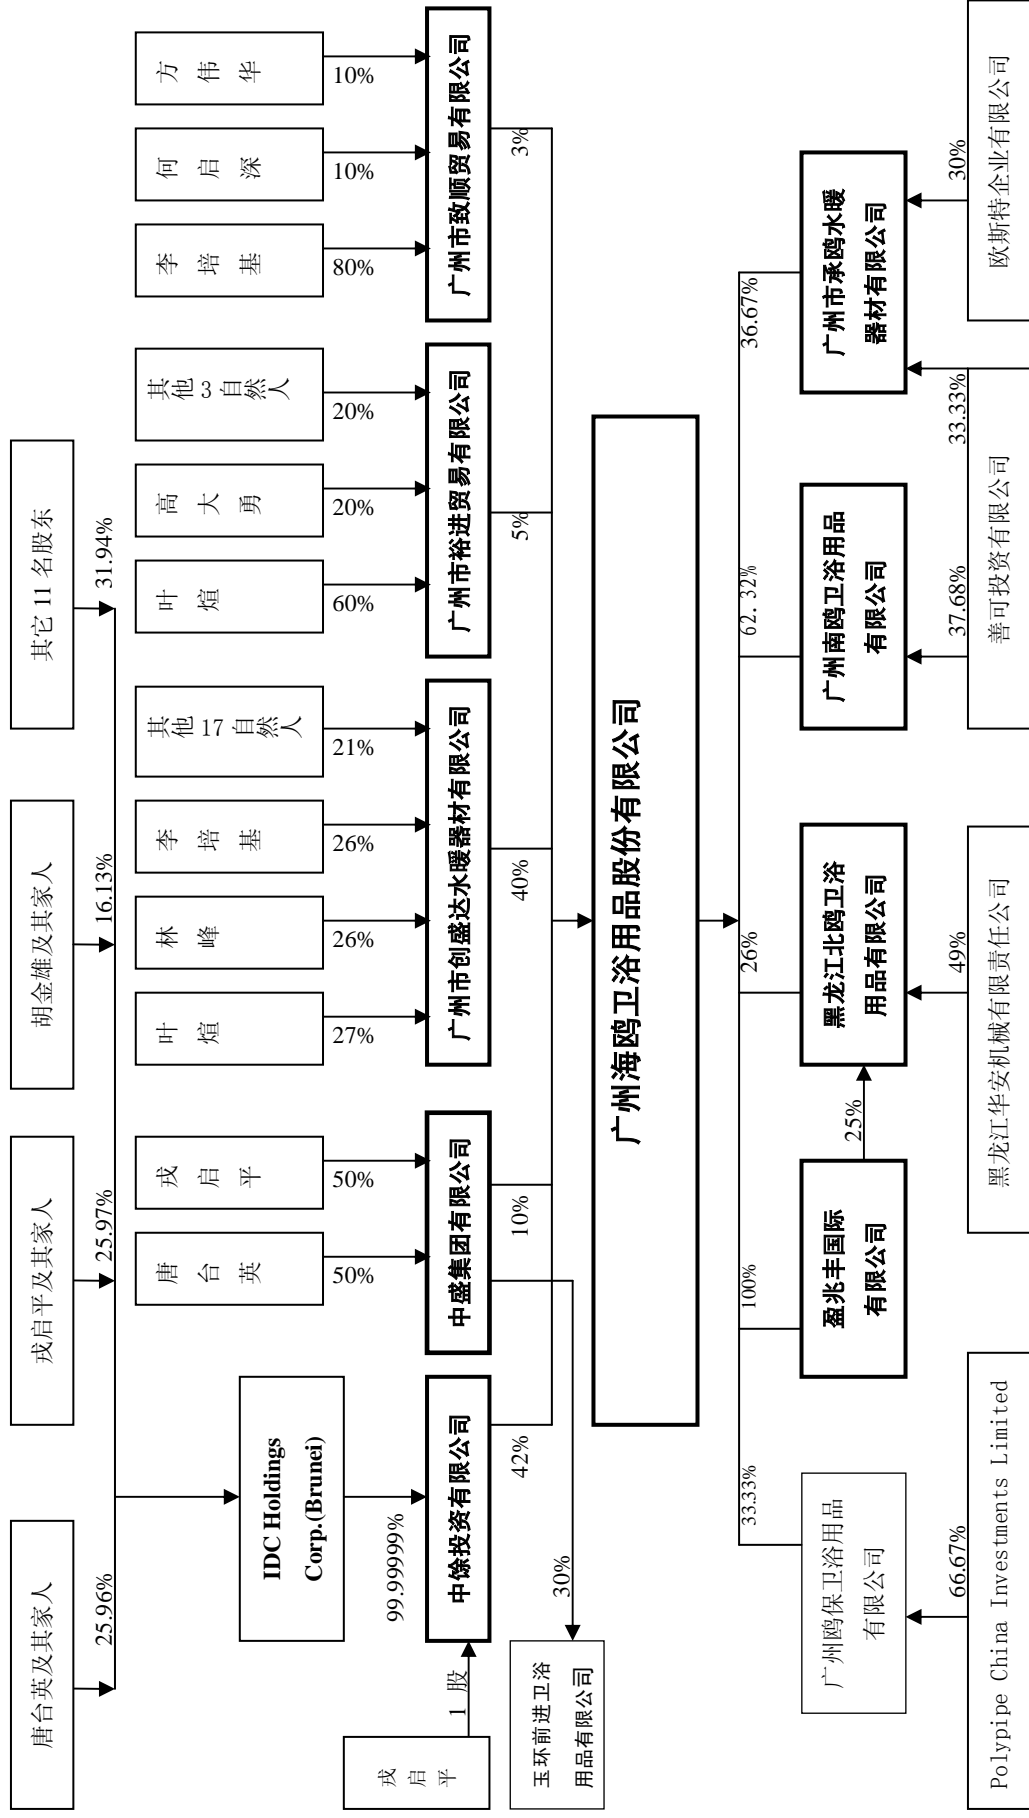 唐台英及其家人
戎启平及其家人
胡金雄及其家人
其它 11 名股东
25.96%
25.97%
16.13%
31.94%
IDC Holdings
Corp.(Brunei)
唐台英
戎启平
叶煊
林峰
李培基
其他 17 自然人
叶煊
高大勇
其他 3 自然人
李培基
何启深
方伟华
99.99999%
50%
50%
27%
26%
26%
21%
60%
20%
20%
80%
10%
10%
戎启平
1 股
中馀投资有限公司
中盛集团有限公司
广州市创盛达水暖器材有限公司
广州市裕进贸易有限公司
广州市致顺贸易有限公司
42%
10%
40%
5%
3%
30%
玉环前进卫浴
用品有限公司
广州海鸥卫浴用品股份有限公司
33.33%
100%
26%
62.32%
36.67%
广州鸥保卫浴用品
有限公司
盈兆丰国际
有限公司
25%
黑龙江北鸥卫浴
用品有限公司
广州南鸥卫浴用品
有限公司
广州市承鸥水暖
器材有限公司
66.67%
49%
37.68%
33.33%
30%
Polypipe China Investments Limited
黑龙江华安机械有限责任公司
善可投资有限公司
欧斯特企业有限公司